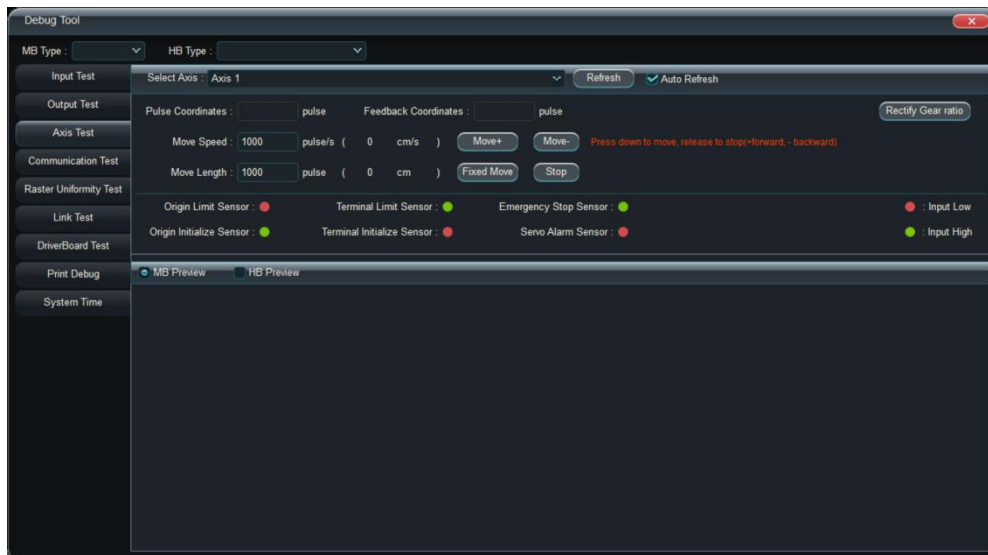 Debug Tool
MB Type : HB Type :
Input Test
Output Test
Axis Test
Communication Test
Raster Uniformity Test
Link Test
DriverBoard Test
Print Debug
System Time
Select Axis : Axis 1 Refresh Auto Refresh
Pulse Coordinates : pulse Feedback Coordinates : pulse Rectify Gear ratio
Move Speed : 1000 pulse/s ( 0 cm/s ) Move+ Move- Press down to move, release to stop(+forward, - backward)
Move Length : 1000 pulse ( 0 cm ) Fixed Move Stop
Origin Limit Sensor : Terminal Limit Sensor : Emergency Stop Sensor : : Input Low
Origin Initialize Sensor : Terminal Initialize Sensor : Servo Alarm Sensor : : Input High
MB Preview HB Preview